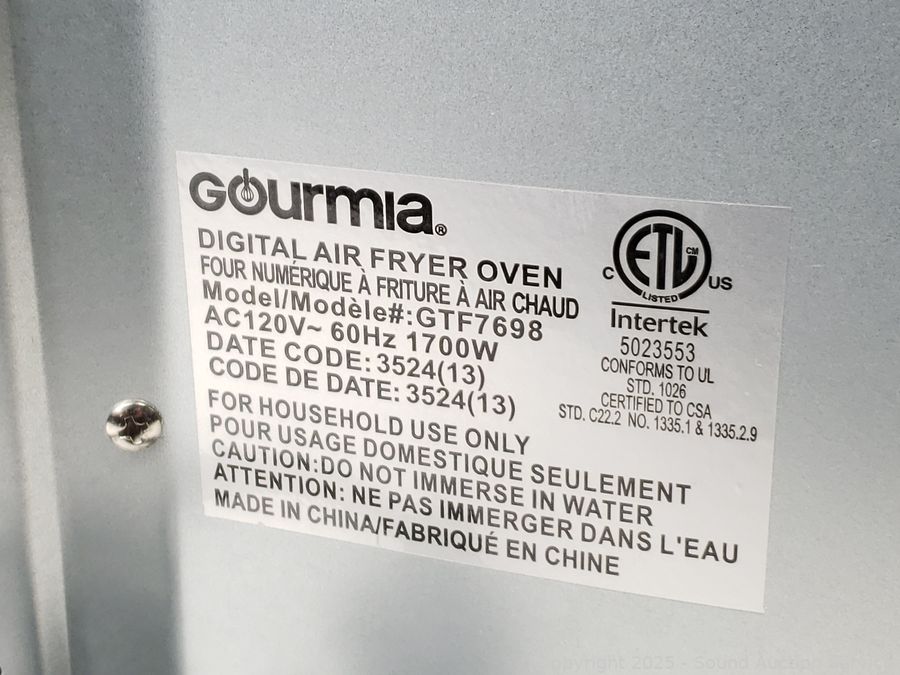 Gourmia®
DIGITAL AIR FRYER OVEN
FOUR NUMÉRIQUE À FRITURE À AIR CHAUD
Model/Modèle#:GTF7698
AC120V~ 60Hz 1700W
DATE CODE: 3524(13)
CODE DE DATE: 3524(13)
FOR HOUSEHOLD USE ONLY
POUR USAGE DOMESTIQUE SEULEMENT
CAUTION:DO NOT IMMERSE IN WATER
ATTENTION: NE PAS IMMERGER DANS L'EAU
MADE IN CHINA/FABRIQUÉ EN CHINE
ETL CM
C US
LISTED
Intertek
5023553
CONFORMS TO UL
STD. 1026
CERTIFIED TO CSA
STD. C22.2 NO. 1335.1 & 1335.2.9
Copyright 2025 - Sound Auction Service